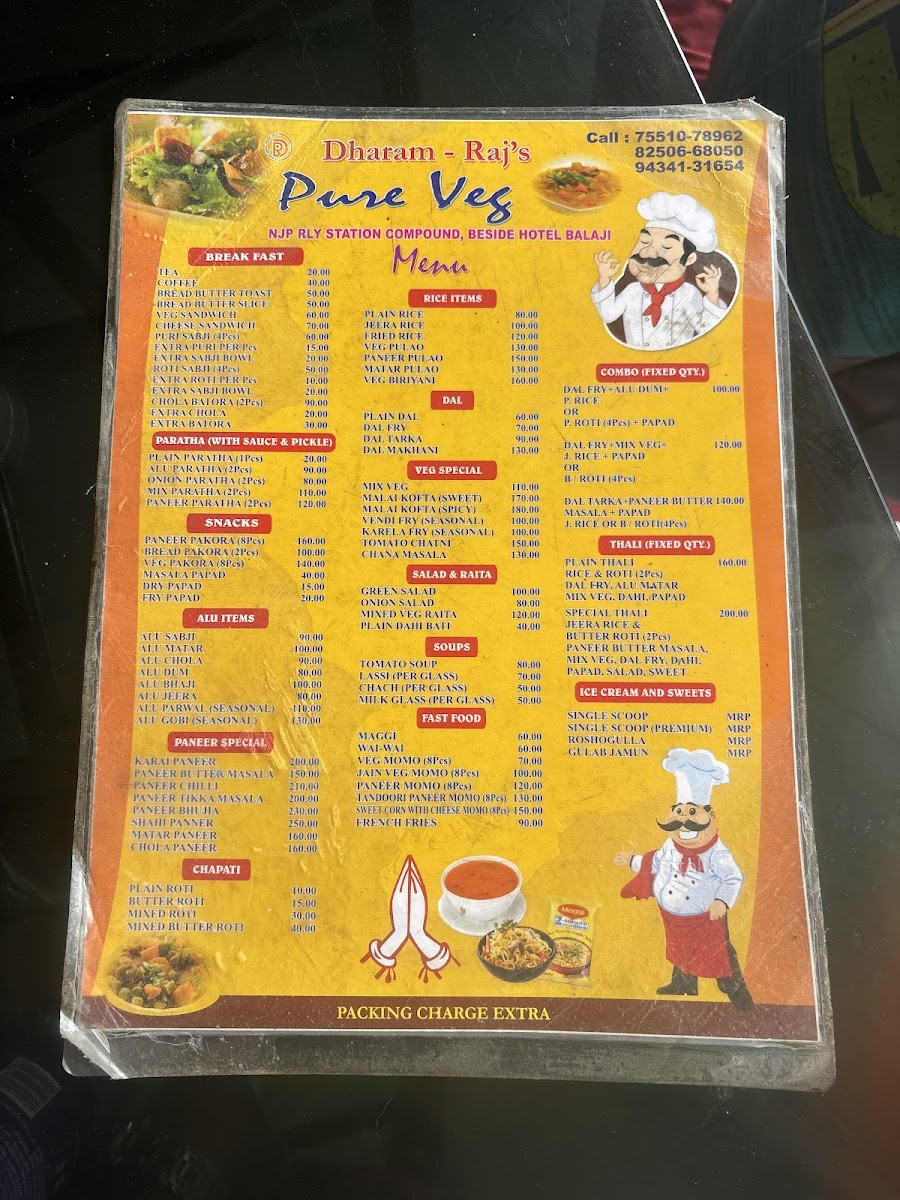 Dharam - Raj's
Pure Veg
Call : 75510-78962
82506-68050
94341-31654
NJP RLY STATION COMPOUND, BESIDE HOTEL BALAJI
Menu
BREAK FAST
TEA 20.00
COFFEE 40.00
BREAD BUTTER TOAST 50.00
BREAD BUTTER SLICE 50.00
VEG SANDWICH 60.00
CHEESE SANDWICH 70.00
PURI SABJI (4Pcs) 60.00
EXTRA PURI PER Pcs 15.00
EXTRA SABJI BOWL 20.00
ROTI SABJI (4Pcs) 50.00
EXTRA ROTI PER Pcs 10.00
EXTRA SABJI BOWL 20.00
CHOLA BATORA (2Pcs) 90.00
EXTRA CHOLA 20.00
EXTRA BATORA 30.00
PARATHA (WITH SAUCE & PICKLE)
PLAIN PARATHA (1Pcs) 20.00
ALU PARATHA (2Pcs) 90.00
ONION PARATHA (2Pcs) 80.00
MIX PARATHA (2Pcs) 110.00
PANEER PARATHA (2Pcs) 120.00
SNACKS
PANEER PAKORA (8Pcs) 160.00
BREAD PAKORA (2Pcs) 100.00
VEG PAKORA (8Pcs) 140.00
MASALA PAPAD 40.00
DRY PAPAD 15.00
FRY PAPAD 20.00
ALU ITEMS
ALU SABJI 90.00
ALU MATAR 100.00
ALU CHOLA 90.00
ALU DUM 80.00
ALU BHAJI 100.00
ALU JEERA 80.00
ALU PARWAL (SEASONAL) 110.00
ALU GOBI (SEASONAL) 130.00
PANEER SPECIAL
KARAI PANEER 200.00
PANEER BUTTER MASALA 150.00
PANEER CHILLI 210.00
PANEER TIKKA MASALA 200.00
PANEER BHUJIA 230.00
SHAHI PANNER 250.00
MATAR PANEER 160.00
CHOLA PANEER 160.00
CHAPATI
PLAIN ROTI 10.00
BUTTER ROTI 15.00
MIXED ROTI 30.00
MIXED BUTTER ROTI 40.00
RICE ITEMS
PLAIN RICE 80.00
JEERA RICE 100.00
FRIED RICE 120.00
VEG PULAO 130.00
PANEER PULAO 150.00
MATAR PULAO 130.00
VEG BIRIYANI 160.00
DAL
PLAIN DAL 60.00
DAL FRY 70.00
DAL TARKA 90.00
DAL MAKHANI 130.00
VEG SPECIAL
MIX VEG 110.00
MALAI KOFTA (SWEET) 170.00
MALAI KOFTA (SPICY) 180.00
VENDI FRY (SEASONAL) 100.00
KARELA FRY (SEASONAL) 100.00
TOMATO CHATNI 150.00
CHANA MASALA 130.00
SALAD & RAITA
GREEN SALAD 100.00
ONION SALAD 80.00
MIXED VEG RAITA 120.00
PLAIN DAHI BATI 40.00
SOUPS
TOMATO SOUP 80.00
LASSI (PER GLASS) 70.00
CHACH (PER GLASS) 50.00
MILK GLASS (PER GLASS) 50.00
FAST FOOD
MAGGI 60.00
WAI-WAI 60.00
VEG MOMO (8Pcs) 70.00
JAIN VEG MOMO (8Pcs) 100.00
PANEER MOMO (8Pcs) 120.00
TANDOORI PANEER MOMO (8Pcs) 130.00
SWEET CORN WITH CHEESE MOMO (8Pcs) 150.00
FRENCH FRIES 90.00
COMBO (FIXED QTY.)
DAL FRY+ALU DUM+ 100.00
P. RICE
OR
P. ROTI (4Pcs) + PAPAD
DAL FRY+MIX VEG+ 120.00
J. RICE + PAPAD
OR
B / ROTI (4Pcs)
DAL TARKA+PANEER BUTTER 140.00
MASALA + PAPAD
J. RICE OR B / ROTI(4Pcs)
THALI (FIXED QTY.)
PLAIN THALI 160.00
RICE & ROTI (2Pcs)
DAL FRY, ALU MATAR
MIX VEG, DAHI, PAPAD
SPECIAL THALI 200.00
JEERA RICE &
BUTTER ROTI (2Pcs)
PANEER BUTTER MASALA,
MIX VEG, DAL FRY, DAHI,
PAPAD, SALAD, SWEET
ICE CREAM AND SWEETS
SINGLE SCOOP MRP
SINGLE SCOOP (PREMIUM) MRP
ROSHOGULLA MRP
GULAB JAMUN MRP
MAGGI
PACKING CHARGE EXTRA